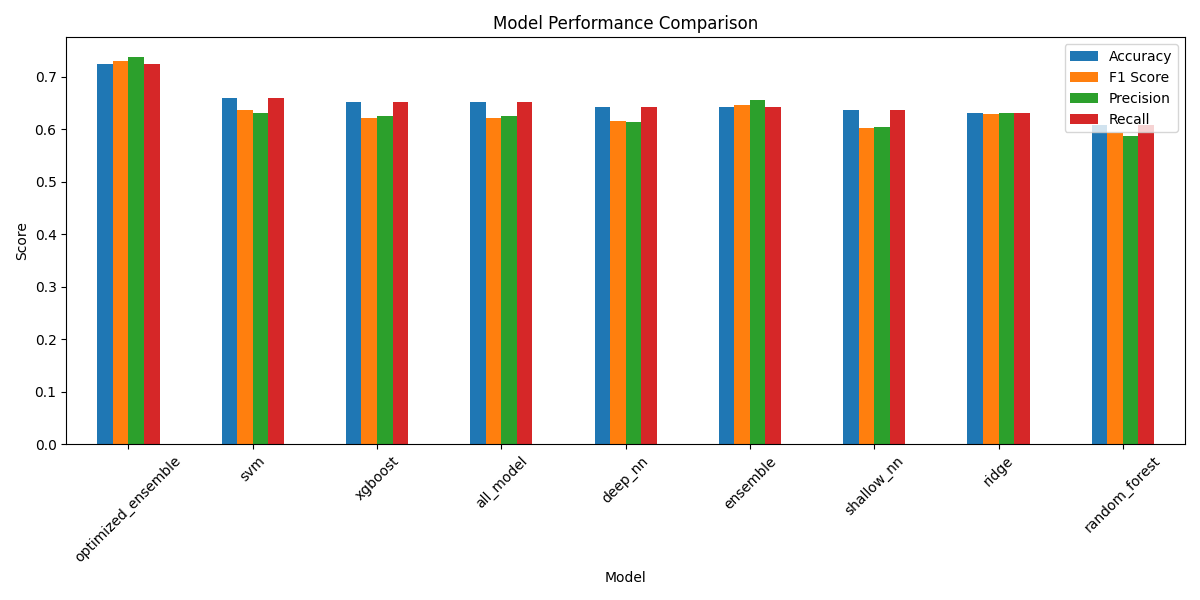 Model Performance Comparison
Accuracy
F1 Score
Precision
Recall
Score
0.7
0.6
0.5
0.4
0.3
0.2
0.1
0.0
optimized_ensemble
svm
xgboost
all_model
deep_nn
ensemble
shallow_nn
ridge
random_forest
Model